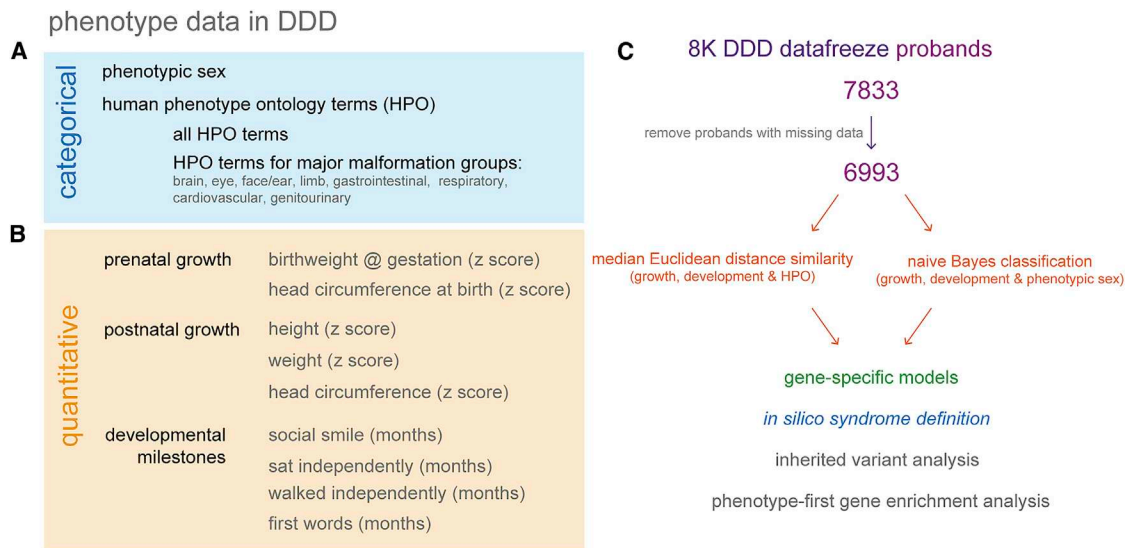 phenotype data in DDD
A
categorical
phenotypic sex
human phenotype ontology terms (HPO)
all HPO terms
HPO terms for major malformation groups:
brain, eye, face/ear, limb, gastrointestinal, respiratory,
cardiovascular, genitourinary
B
quantitative
prenatal growth
birthweight @ gestation (z score)
head circumference at birth (z score)
postnatal growth
height (z score)
weight (z score)
head circumference (z score)
developmental
milestones
social smile (months)
sat independently (months)
walked independently (months)
first words (months)
C
8K DDD datafreeze probands
7833
remove probands with missing data
6993
median Euclidean distance similarity
(growth, development & HPO)
naive Bayes classification
(growth, development & phenotypic sex)
gene-specific models
in silico syndrome definition
inherited variant analysis
phenotype-first gene enrichment analysis